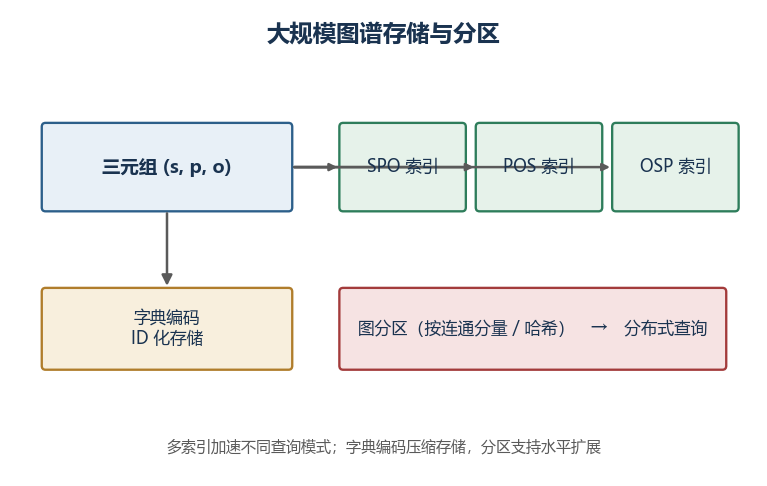 大规模图谱存储与分区
三元组 (s, p, o)
SPO 索引
POS 索引
OSP 索引
字典编码
ID 化存储
图分区（按连通分量 / 哈希） → 分布式查询
多索引加速不同查询模式；字典编码压缩存储，分区支持水平扩展